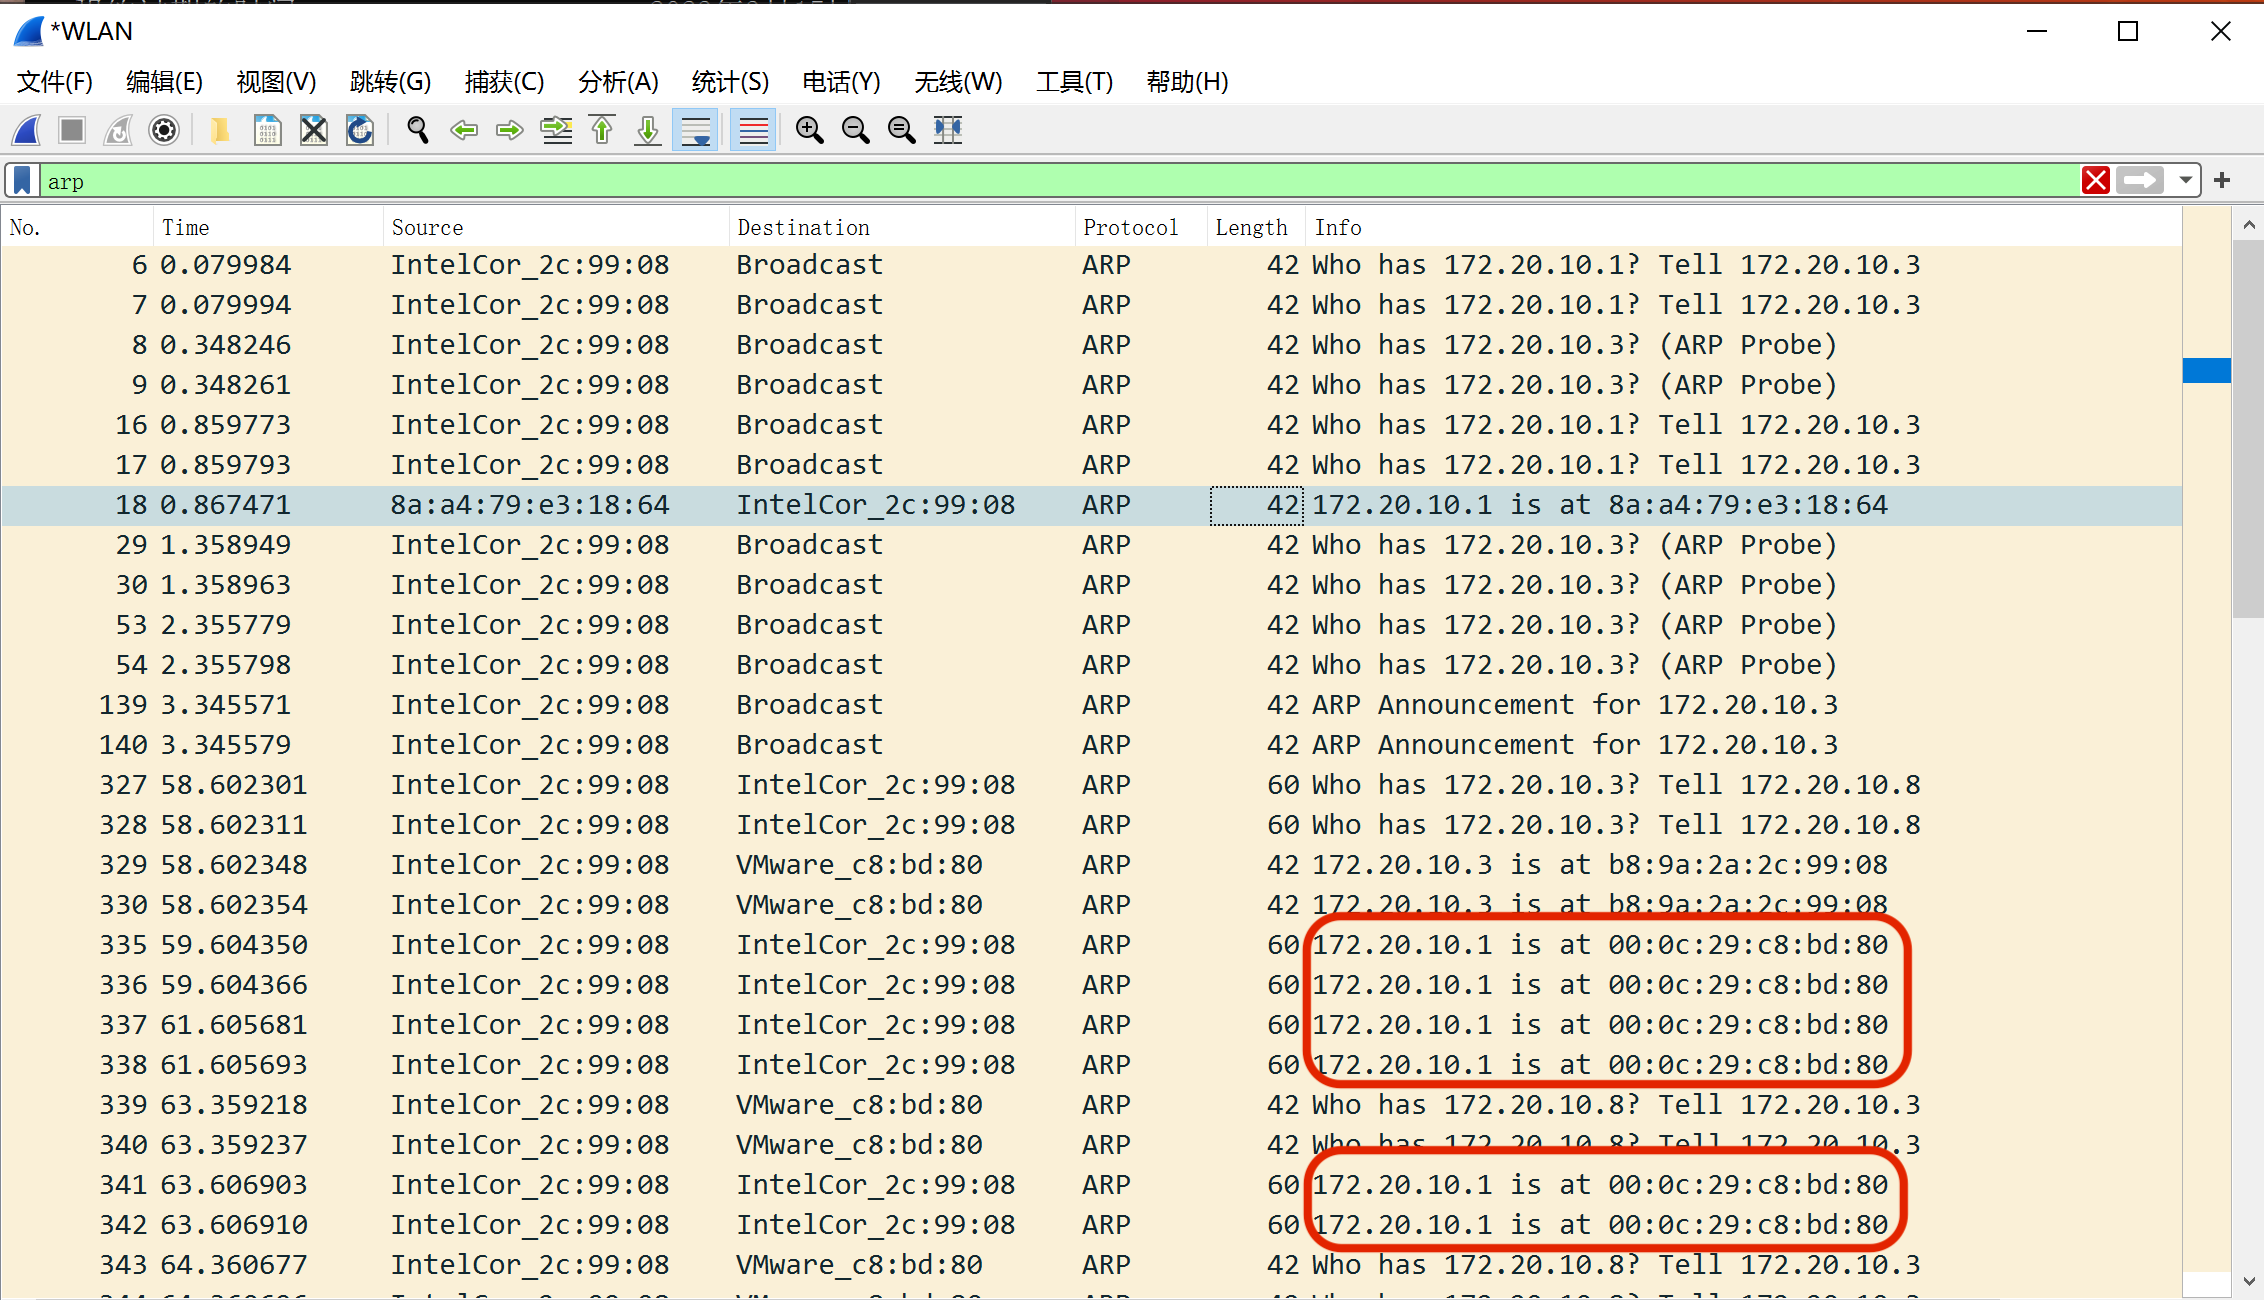 *WLAN
文件(F) 编辑(E) 视图(V) 跳转(G) 捕获(C) 分析(A) 统计(S) 电话(Y) 无线(W) 工具(T) 帮助(H)
arp
No. Time Source Destination Protocol Length Info
6 0.079984 IntelCor_2c:99:08 Broadcast ARP 42 Who has 172.20.10.1? Tell 172.20.10.3
7 0.079994 IntelCor_2c:99:08 Broadcast ARP 42 Who has 172.20.10.1? Tell 172.20.10.3
8 0.348246 IntelCor_2c:99:08 Broadcast ARP 42 Who has 172.20.10.3? (ARP Probe)
9 0.348261 IntelCor_2c:99:08 Broadcast ARP 42 Who has 172.20.10.3? (ARP Probe)
16 0.859773 IntelCor_2c:99:08 Broadcast ARP 42 Who has 172.20.10.1? Tell 172.20.10.3
17 0.859793 IntelCor_2c:99:08 Broadcast ARP 42 Who has 172.20.10.1? Tell 172.20.10.3
18 0.867471 8a:a4:79:e3:18:64 IntelCor_2c:99:08 ARP 42 172.20.10.1 is at 8a:a4:79:e3:18:64
29 1.358949 IntelCor_2c:99:08 Broadcast ARP 42 Who has 172.20.10.3? (ARP Probe)
30 1.358963 IntelCor_2c:99:08 Broadcast ARP 42 Who has 172.20.10.3? (ARP Probe)
53 2.355779 IntelCor_2c:99:08 Broadcast ARP 42 Who has 172.20.10.3? (ARP Probe)
54 2.355798 IntelCor_2c:99:08 Broadcast ARP 42 Who has 172.20.10.3? (ARP Probe)
139 3.345571 IntelCor_2c:99:08 Broadcast ARP 42 ARP Announcement for 172.20.10.3
140 3.345579 IntelCor_2c:99:08 Broadcast ARP 42 ARP Announcement for 172.20.10.3
327 58.602301 IntelCor_2c:99:08 IntelCor_2c:99:08 ARP 60 Who has 172.20.10.3? Tell 172.20.10.8
328 58.602311 IntelCor_2c:99:08 IntelCor_2c:99:08 ARP 60 Who has 172.20.10.3? Tell 172.20.10.8
329 58.602348 IntelCor_2c:99:08 VMware_c8:bd:80 ARP 42 172.20.10.3 is at b8:9a:2a:2c:99:08
330 58.602354 IntelCor_2c:99:08 VMware_c8:bd:80 ARP 42 172.20.10.3 is at b8:9a:2a:2c:99:08
335 59.604350 IntelCor_2c:99:08 IntelCor_2c:99:08 ARP 60 172.20.10.1 is at 00:0c:29:c8:bd:80
336 59.604366 IntelCor_2c:99:08 IntelCor_2c:99:08 ARP 60 172.20.10.1 is at 00:0c:29:c8:bd:80
337 61.605681 IntelCor_2c:99:08 IntelCor_2c:99:08 ARP 60 172.20.10.1 is at 00:0c:29:c8:bd:80
338 61.605693 IntelCor_2c:99:08 IntelCor_2c:99:08 ARP 60 172.20.10.1 is at 00:0c:29:c8:bd:80
339 63.359218 IntelCor_2c:99:08 VMware_c8:bd:80 ARP 42 Who has 172.20.10.8? Tell 172.20.10.3
340 63.359237 IntelCor_2c:99:08 VMware_c8:bd:80 ARP 42 Who has 172.20.10.8? Tell 172.20.10.3
341 63.606903 IntelCor_2c:99:08 IntelCor_2c:99:08 ARP 60 172.20.10.1 is at 00:0c:29:c8:bd:80
342 63.606910 IntelCor_2c:99:08 IntelCor_2c:99:08 ARP 60 172.20.10.1 is at 00:0c:29:c8:bd:80
343 64.360677 IntelCor_2c:99:08 VMware_c8:bd:80 ARP 42 Who has 172.20.10.8? Tell 172.20.10.3